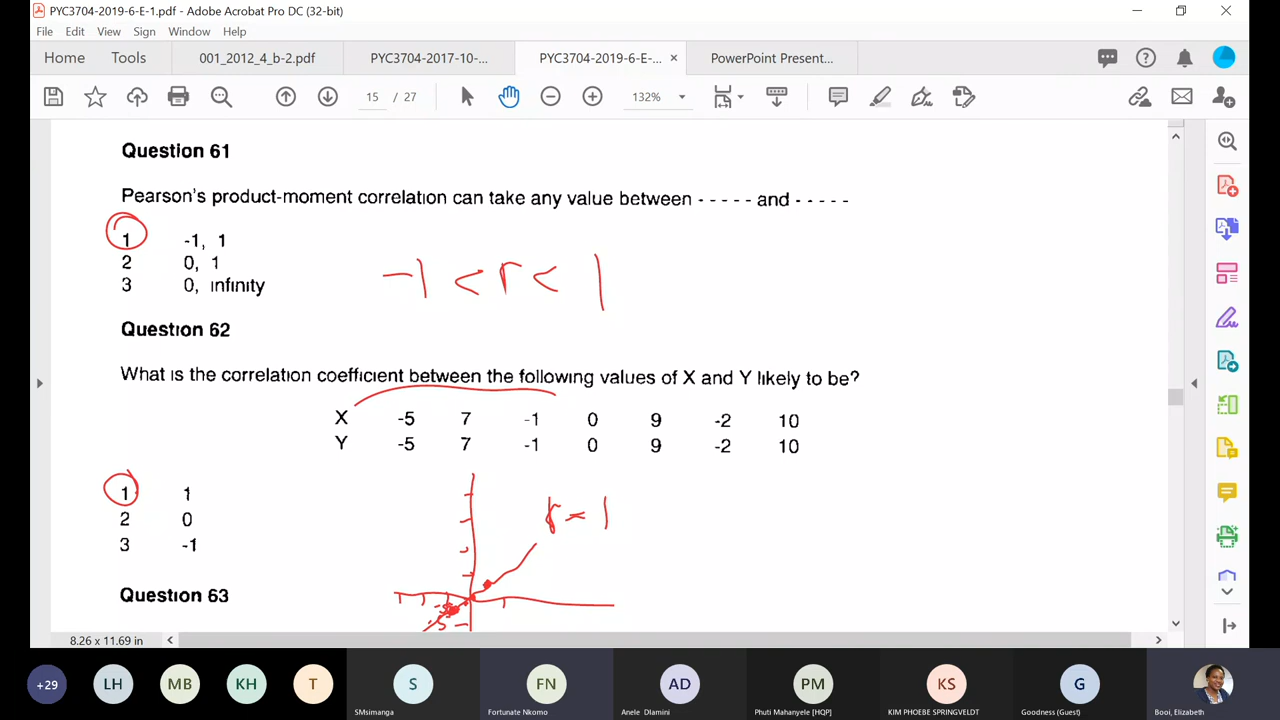 PYC3704-2019-6-E-1.pdf - Adobe Acrobat Pro DC (32-bit)
File Edit View Sign Window Help
Home Tools 001_2012_4_b-2.pdf PYC3704-2017-10-... PYC3704-2019-6-E-... × PowerPoint Present...
15 / 27 132%
Question 61
Pearson's product-moment correlation can take any value between - - - - - and - - - - -
1 -1, 1
2 0, 1
3 0, infinity
-1 < r < 1
Question 62
What is the correlation coefficient between the following values of X and Y likely to be?
X -5 7 -1 0 9 -2 10
Y -5 7 -1 0 9 -2 10
1 1
2 0
3 -1
r = 1
Question 63
8.26 x 11.69 in
+29 LH MB KH T S FN AD PM KS G
SMsimanga Fortunate Nkomo Anele Dlamini Phuti Mahanyele [HQP] KIM PHOEBE SPRINGVELDT Goodness (Guest) Booi, Elizabeth